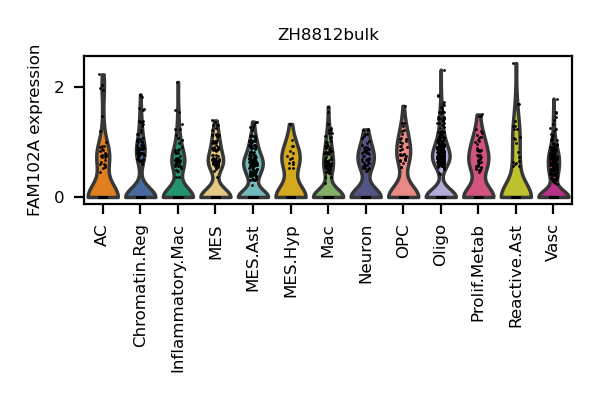 ZH8812bulk
FAM102A expression
2
0
AC
Chromatin.Reg
Inflammatory.Mac
MES
MES.Ast
MES.Hyp
Mac
Neuron
OPC
Oligo
Prolif.Metab
Reactive.Ast
Vasc